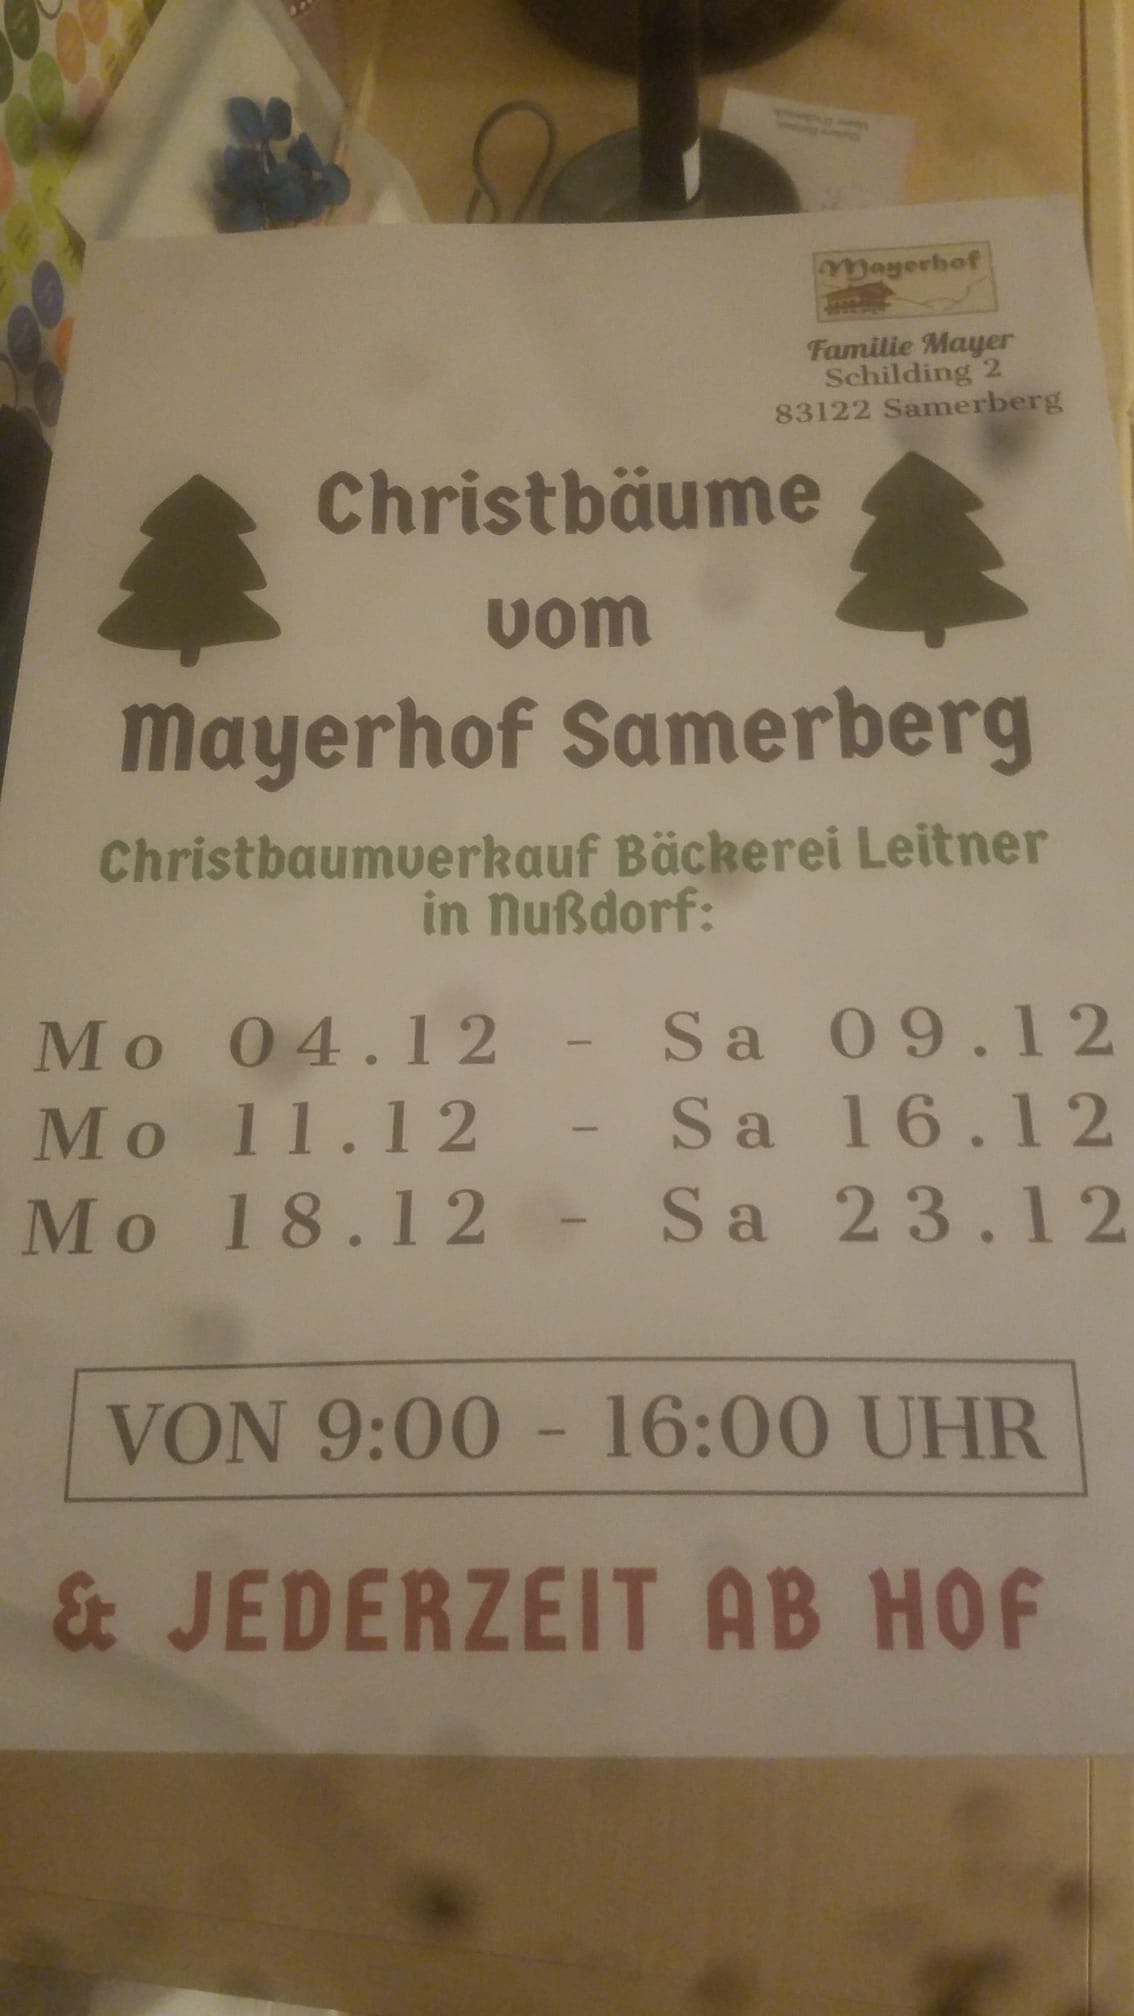 Mayerhof
Familie Mayer
Schilding 2
83122 Samerberg
Christbäume
vom
Mayerhof Samerberg
Christbaumverkauf Bäckerei Leitner
in Nußdorf:
Mo 04.12 - Sa 09.12
Mo 11.12 - Sa 16.12
Mo 18.12 - Sa 23.12
VON 9:00 - 16:00 UHR
& JEDERZEIT AB HOF